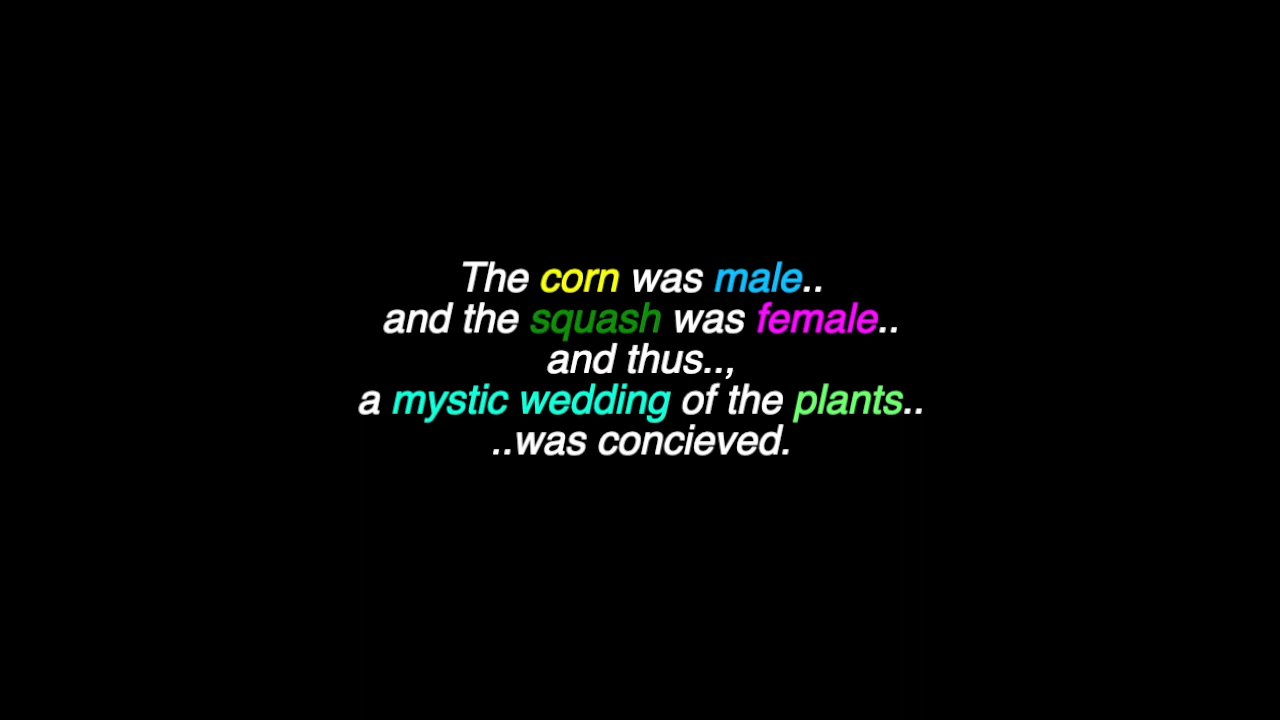 The corn was male..
and the squash was female..
and thus..,
a mystic wedding of the plants..
..was concieved.